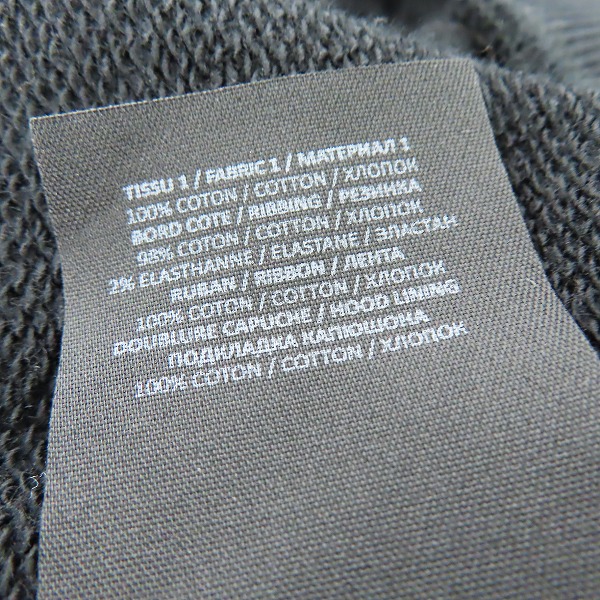 TISSU 1 / FABRIC 1 / МАТЕРИАЛ 1
100% COTON / COTTON / ХЛОПОК
BORD COTE / RIBBING / РЕЗИНКА
98% COTON / COTTON / ХЛОПОК
2% ELASTHANNE / ELASTANE / ЭЛАСТАН
RUBAN / RIBBON / ЛЕНТА
100% COTON / COTTON / ХЛОПОК
DOUBLURE CAPUCHE / HOOD LINING
ПОДКЛАДКА КАПЮШОНА
100% COTON / COTTON / ХЛОПОК